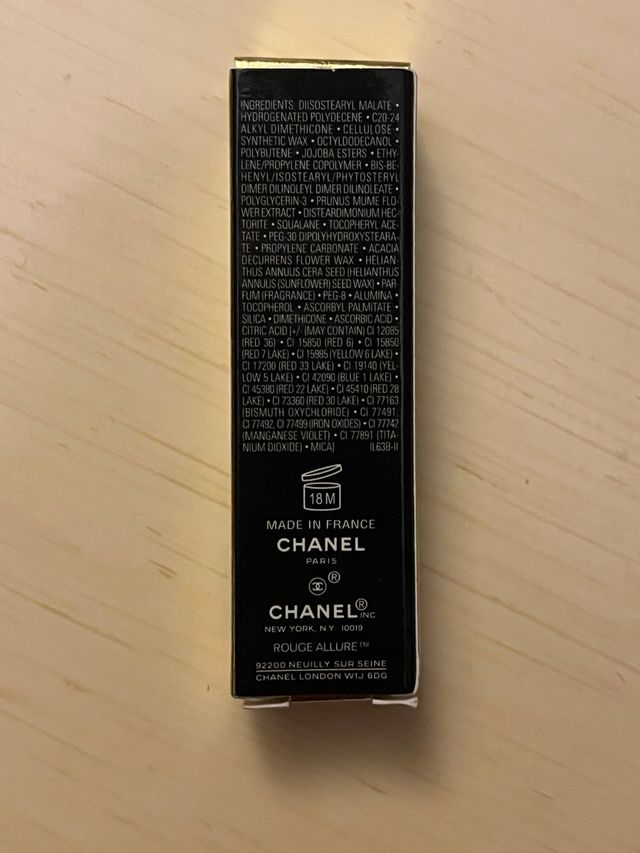 INGREDIENTS: DIISOSTEARYL MALATE •
HYDROGENATED POLYDECENE • C20-24
ALKYL DIMETHICONE • CELLULOSE •
SYNTHETIC WAX • OCTYLDODECANOL •
POLYBUTENE • JOJOBA ESTERS • ETHY-
LENE/PROPYLENE COPOLYMER • BIS-BE-
HENYL/ISOSTEARYL/PHYTOSTERYL
DIMER DILINOLEYL DIMER DILINOLEATE •
POLYGLYCERIN-3 • PRUNUS MUME FLO-
WER EXTRACT • DISTEARDIMONIUM HEC-
TORITE • SQUALANE • TOCOPHERYL ACE-
TATE • PEG-30 DIPOLYHYDROXYSTEARA-
TE • PROPYLENE CARBONATE • ACACIA
DECURRENS FLOWER WAX • HELIAN-
THUS ANNUUS CERA SEED (HELIANTHUS
ANNUUS (SUNFLOWER) SEED WAX) • PAR-
FUM (FRAGRANCE) • PEG-8 • ALUMINA •
TOCOPHEROL • ASCORBYL PALMITATE •
SILICA • DIMETHICONE • ASCORBIC ACID •
CITRIC ACID [+/- (MAY CONTAIN) CI 12085
(RED 36) • CI 15850 (RED 6) • CI 15850
(RED 7 LAKE) • CI 15985 (YELLOW 6 LAKE) •
CI 17200 (RED 33 LAKE) • CI 19140 (YEL-
LOW 5 LAKE) • CI 42090 (BLUE 1 LAKE) •
CI 45380 (RED 22 LAKE) • CI 45410 (RED 28
LAKE) • CI 73360 (RED 30 LAKE) • CI 77163
(BISMUTH OXYCHLORIDE) • CI 77491,
CI 77492, CI 77499 (IRON OXIDES) • CI 77742
(MANGANESE VIOLET) • CI 77891 (TITA-
NIUM DIOXIDE) • MICA] IL63B-II
18 M
MADE IN FRANCE
CHANEL
PARIS
®
CHANEL® INC
NEW YORK, N.Y. 10019
ROUGE ALLURE™
92200 NEUILLY SUR SEINE
CHANEL LONDON W1J 6DG